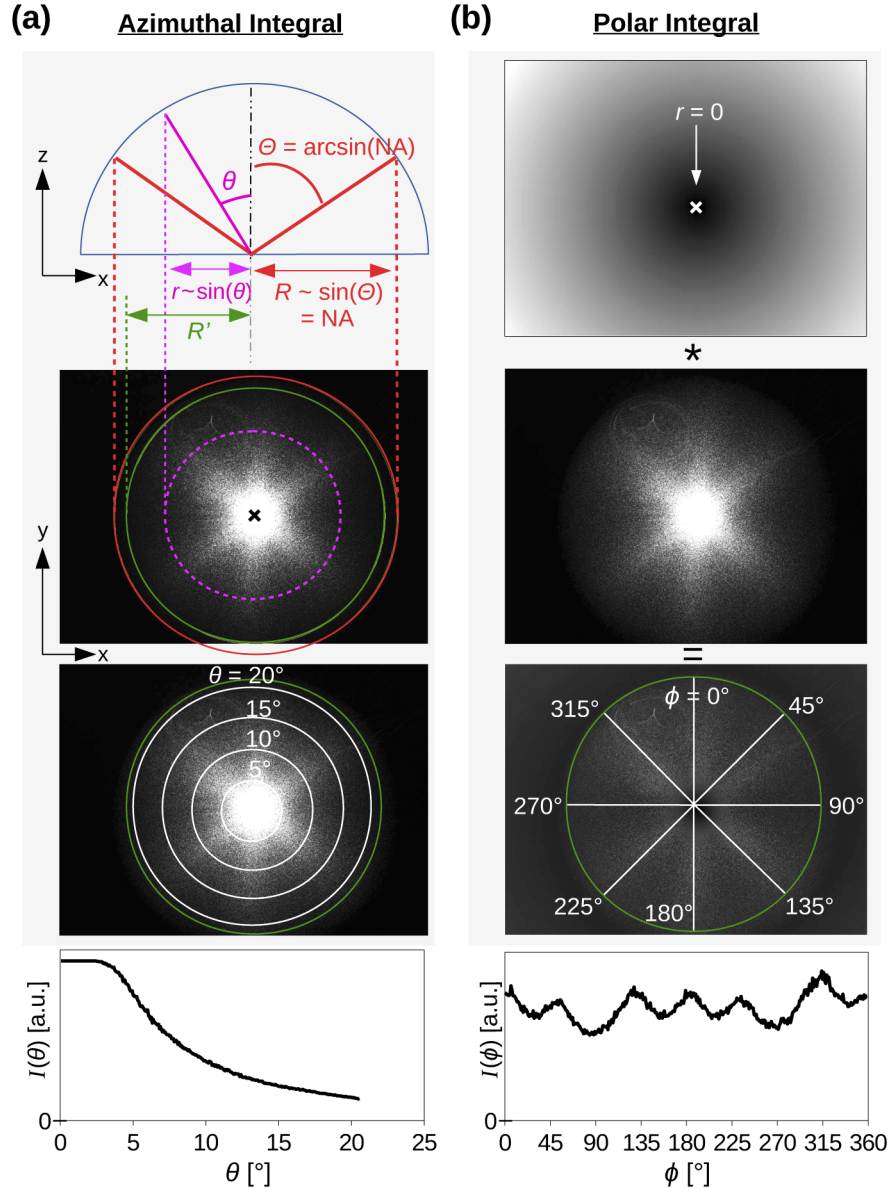 (a) Azimuthal Integral
z
x
Θ = arcsin(NA)
θ
r~sin(θ)
R ~ sin(Θ)
= NA
R’
y
x
θ = 20°
15°
10°
5°
I(θ) [a.u.]
0
0 5 10 15 20 25
θ [°]
(b) Polar Integral
r = 0
*
=
ϕ = 0°
45°
90°
135°
180°
225°
270°
315°
I(ϕ) [a.u.]
0
0 45 90 135 180 225 270 315 360
ϕ [°]